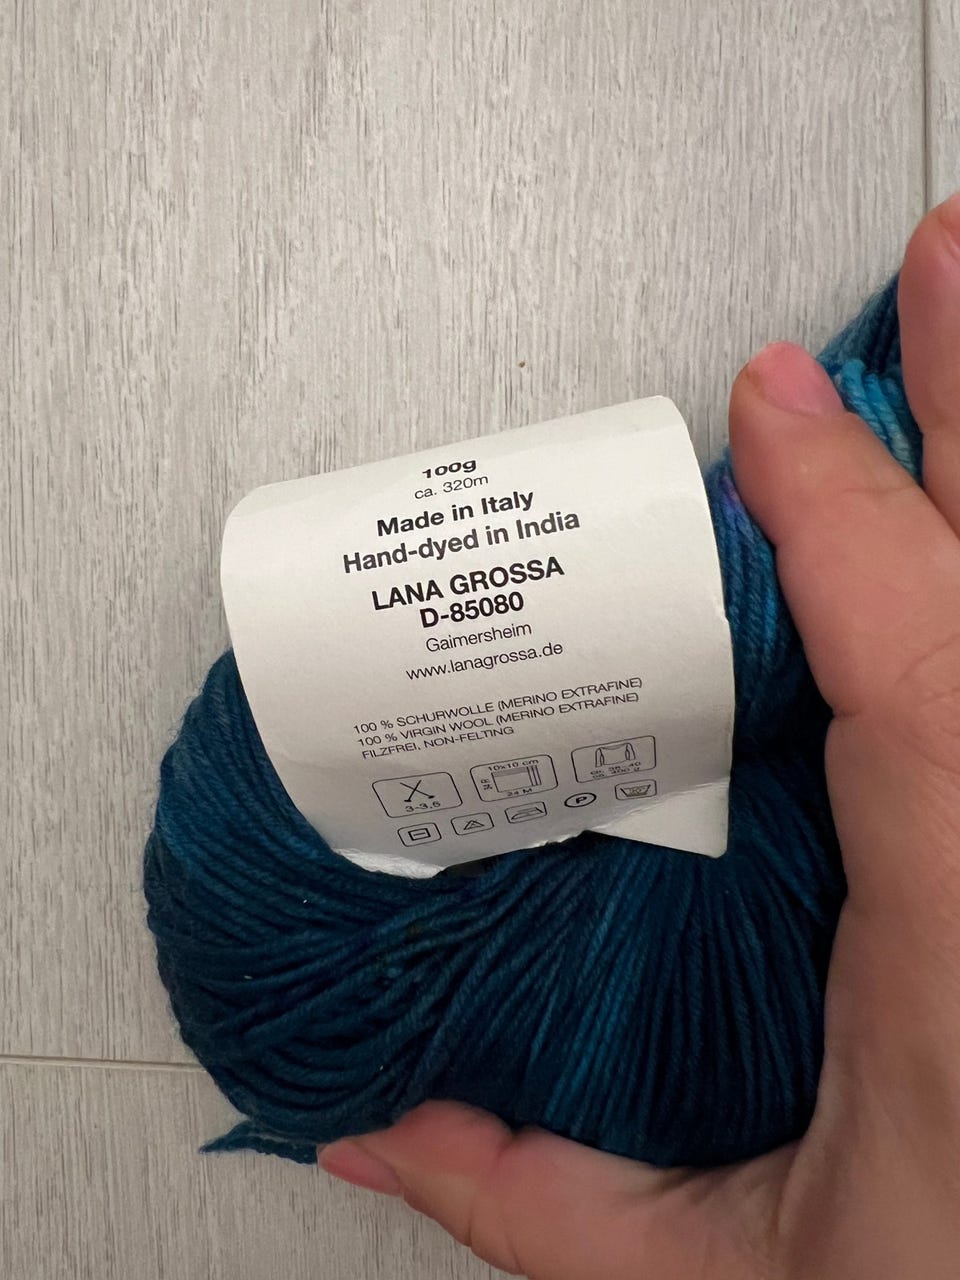 100g
ca. 320m
Made in Italy
Hand-dyed in India
LANA GROSSA
D-85080
Gaimersheim
www.lanagrossa.de
100 % SCHURWOLLE (MERINO EXTRAFINE)
100 % VIRGIN WOOL (MERINO EXTRAFINE)
FILZFREI, NON-FELTING
3-3,5
10x10 cm
24 M
P